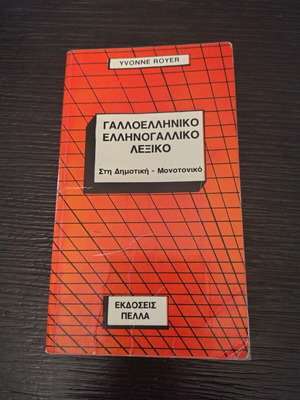 YVONNE ROYER
ΓΑΛΛΟΕΛΛΗΝΙΚΟ
ΕΛΛΗΝΟΓΑΛΛΙΚΟ
ΛΕΞΙΚΟ
Στη Δημοτική - Μονοτονικό
ΕΚΔΟΣΕΙΣ
ΠΕΛΛΑ